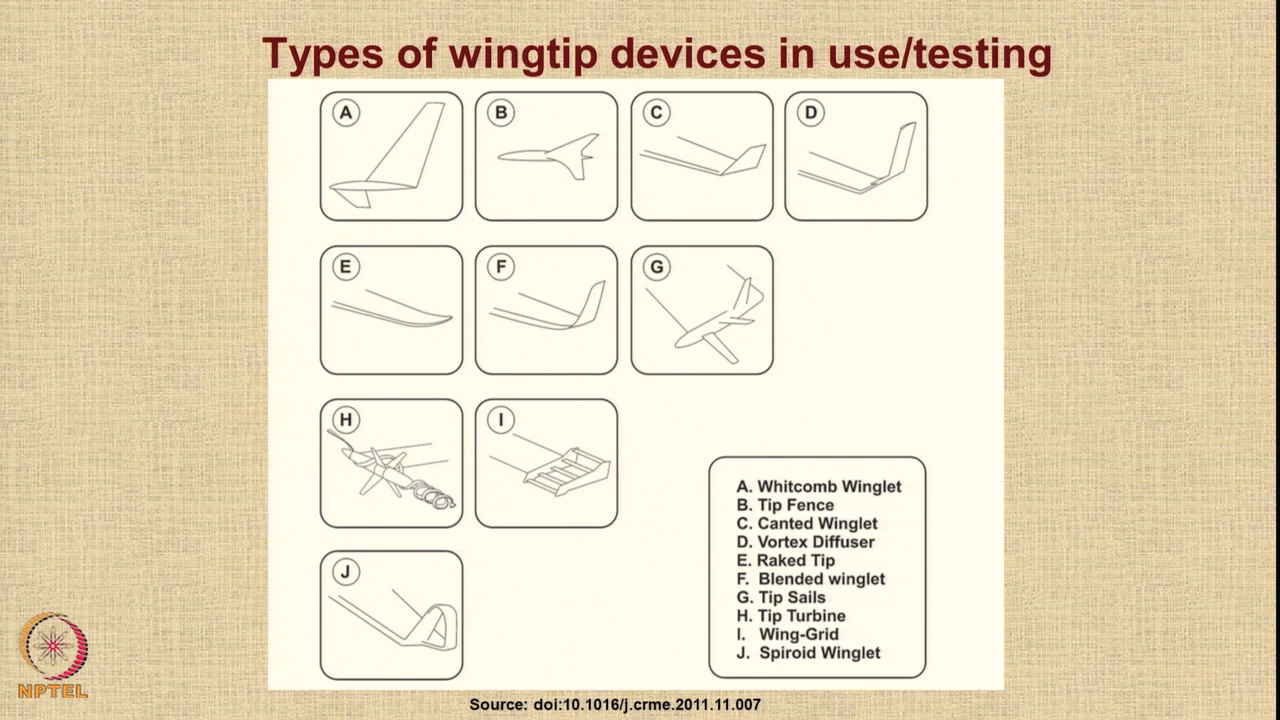 Types of wingtip devices in use/testing
A
B
C
D
E
F
G
H
I
J
A. Whitcomb Winglet
B. Tip Fence
C. Canted Winglet
D. Vortex Diffuser
E. Raked Tip
F. Blended winglet
G. Tip Sails
H. Tip Turbine
I. Wing-Grid
J. Spiroid Winglet
NPTEL
Source: doi:10.1016/j.crme.2011.11.007